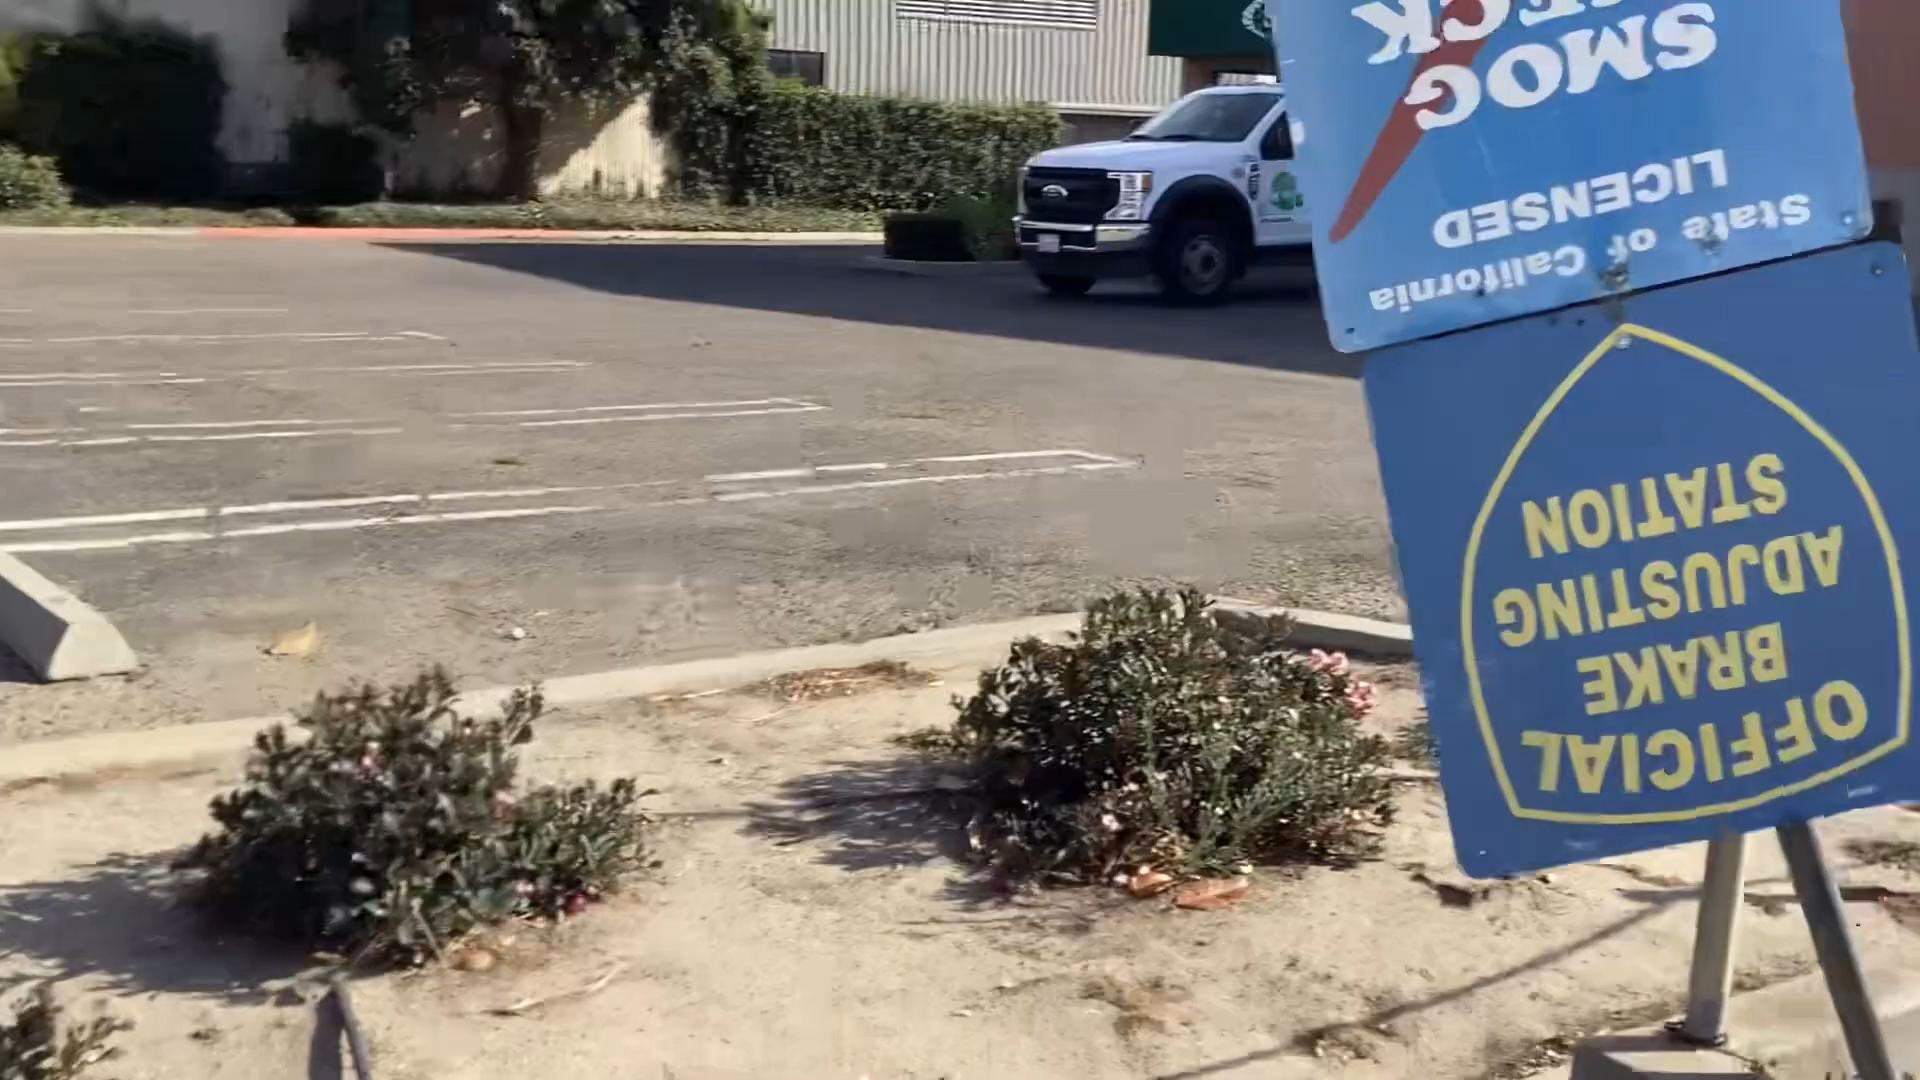 State of California
LICENSED
SMOG
OFFICIAL
BRAKE
ADJUSTING
STATION